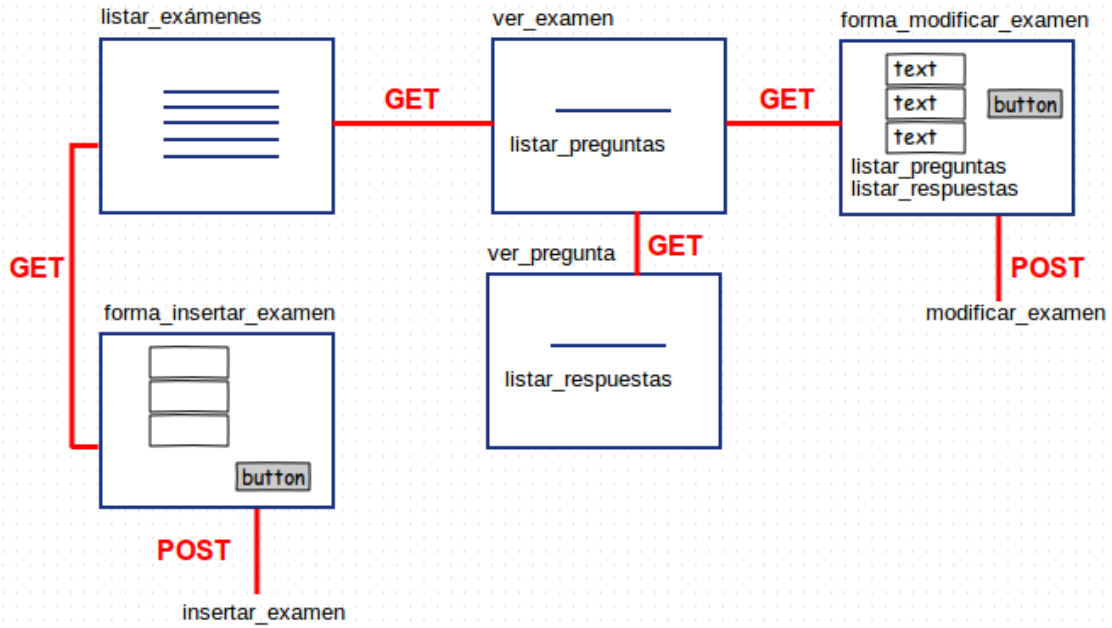 listar_exámenes
ver_examen
forma_modificar_examen
GET
GET
text
text
text
button
listar_preguntas
listar_preguntas
listar_respuestas
GET
ver_pregunta
GET
POST
forma_insertar_examen
modificar_examen
listar_respuestas
button
POST
insertar_examen